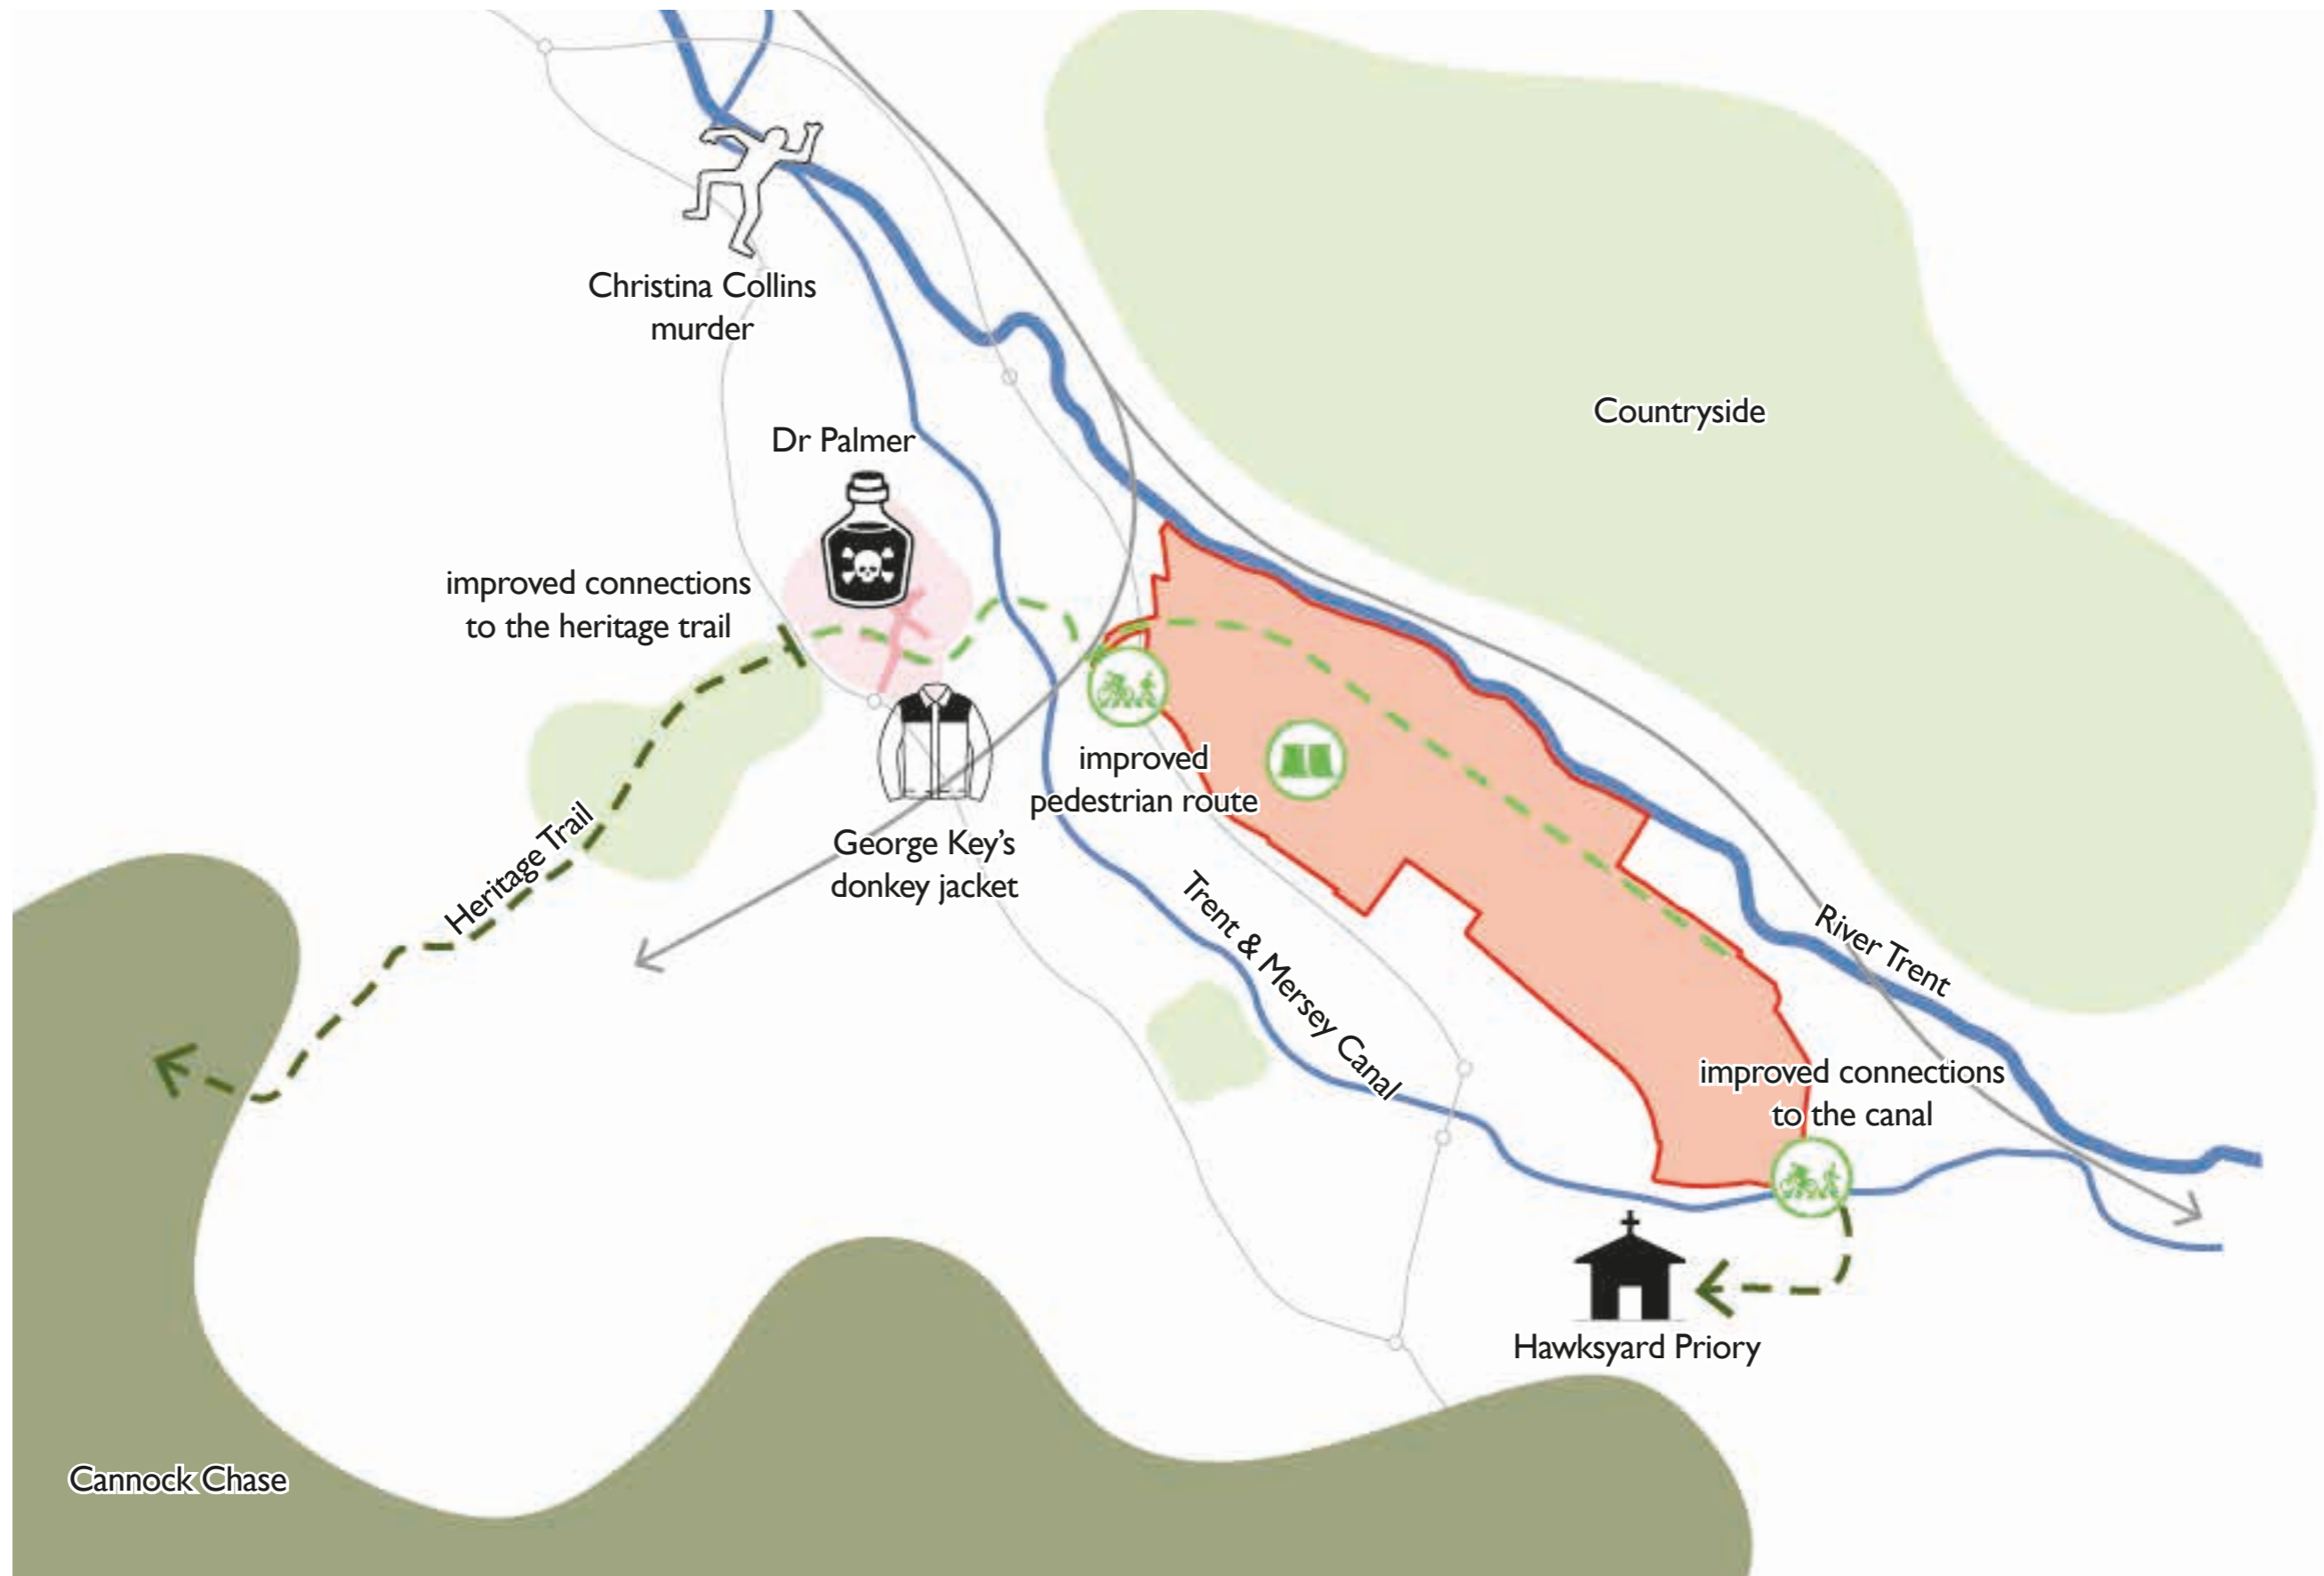 Christina Collins
murder
Countryside
Dr Palmer
improved connections
to the heritage trail
improved
pedestrian route
Heritage Trail
George Key's
donkey jacket
Trent & Mersey Canal
River Trent
improved connections
to the canal
Hawksyard Priory
Cannock Chase